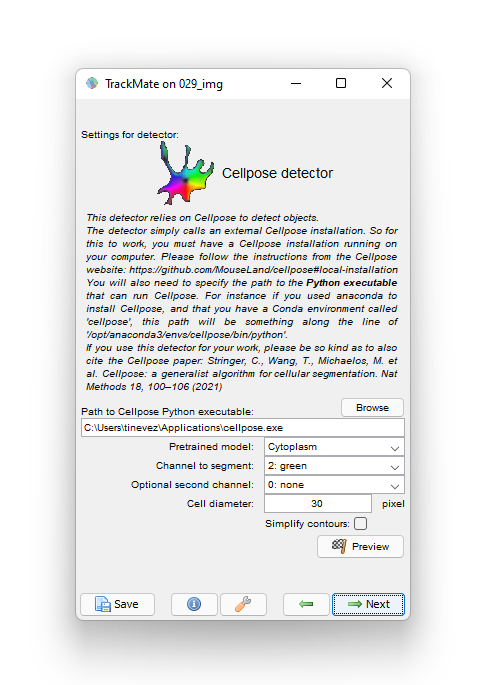 TrackMate on 029_img
Settings for detector:
Cellpose detector
This detector relies on Cellpose to detect objects.
The detector simply calls an external Cellpose installation. So for
this to work, you must have a Cellpose installation running on
your computer. Please follow the instructions from the Cellpose
website: https://github.com/MouseLand/cellpose#local-installation
You will also need to specify the path to the Python executable
that can run Cellpose. For instance if you used anaconda to
install Cellpose, and that you have a Conda environment called
'cellpose', this path will be something along the line of
'/opt/anaconda3/envs/cellpose/bin/python'.
If you use this detector for your work, please be so kind as to also
cite the Cellpose paper: Stringer, C., Wang, T., Michaelos, M. et
al. Cellpose: a generalist algorithm for cellular segmentation. Nat
Methods 18, 100–106 (2021)
Path to Cellpose Python executable:
Browse
C:\Users\tinevez\Applications\cellpose.exe
Pretrained model: Cytoplasm
Channel to segment: 2: green
Optional second channel: 0: none
Cell diameter: 30 pixel
Simplify contours:
Preview
Save
Next